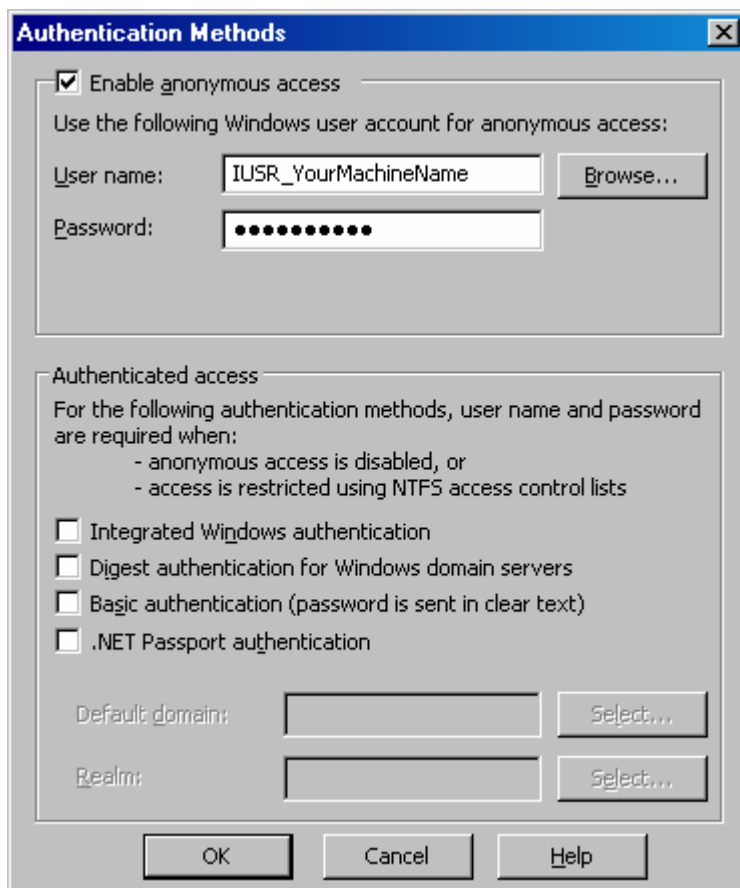 Authentication Methods
Enable anonymous access
Use the following Windows user account for anonymous access:
User name: IUSR_YourMachineName Browse...
Password: ●●●●●●●●●●
Authenticated access
For the following authentication methods, user name and password
are required when:
- anonymous access is disabled, or
- access is restricted using NTFS access control lists
Integrated Windows authentication
Digest authentication for Windows domain servers
Basic authentication (password is sent in clear text)
.NET Passport authentication
Default domain: Select...
Realm: Select...
OK Cancel Help